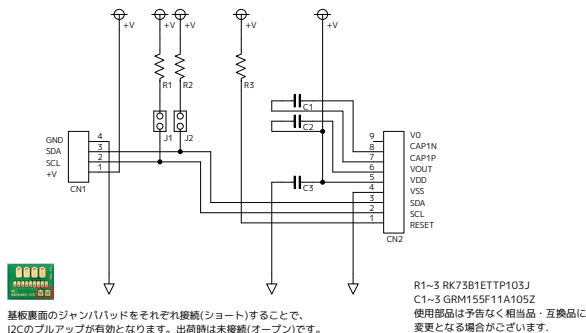 +V
+V
+V
+V
+V
R1
R2
R3
J1
J2
C1
C2
C3
GND 4
SDA 3
SCL 2
+V 1
CN1
9 V0
8 CAP1N
7 CAP1P
6 VOUT
5 VDD
4 VSS
3 SDA
2 SCL
1 RESET
CN2
基板裏面のジャンパパッドをそれぞれ接続(ショート)することで、
I2Cのプルアップが有効となります。出荷時は未接続(オープン)です。
R1~3 RK73B1ETTP103J
C1~3 GRM155F11A105Z
使用部品は予告なく相当品・互換品に
変更となる場合がございます.